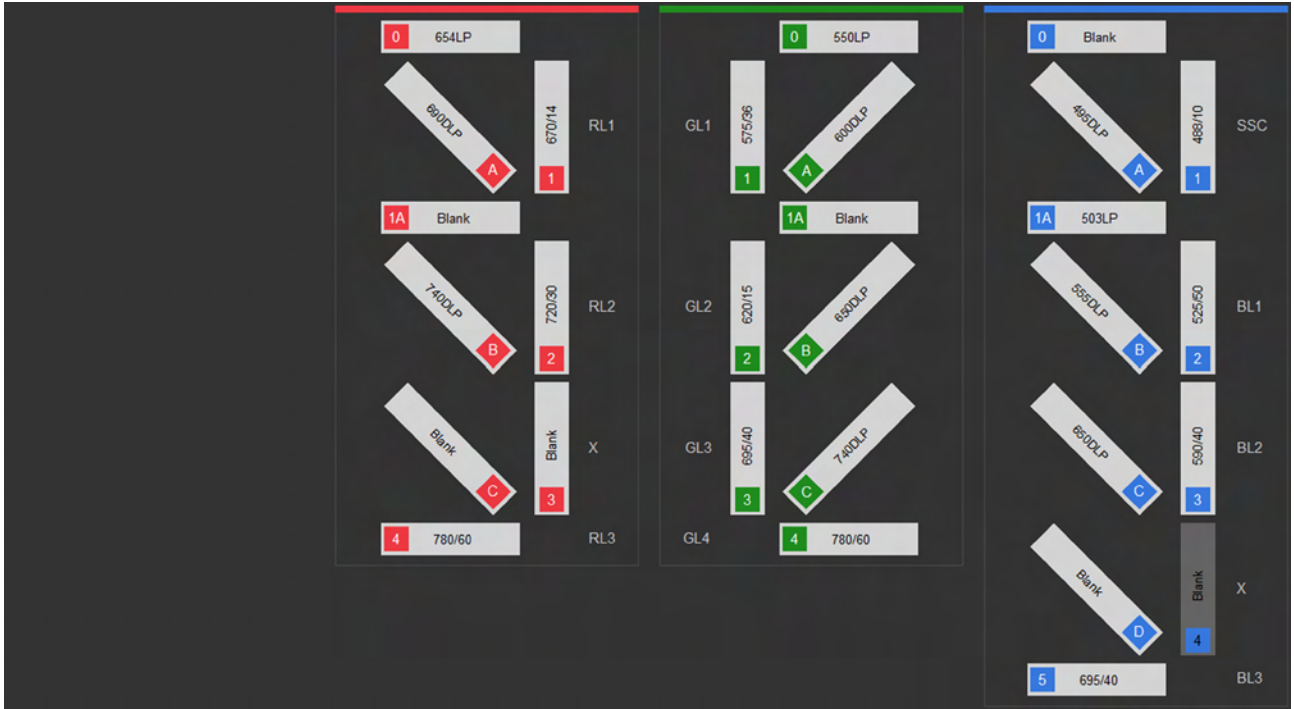 0 654LP
690DLP A
670/14 1
RL1
1A Blank
740DLP B
720/30 2
RL2
Blank C
Blank 3
X
4 780/60
RL3
0 550LP
GL1
575/36 1
600DLP A
1A Blank
GL2
620/15 2
650DLP B
GL3
695/40 3
740DLP C
GL4
4 780/60
0 Blank
495DLP A
488/10 1
SSC
1A 503LP
555DLP B
525/50 2
BL1
650DLP C
590/40 3
BL2
Blank D
Blank 4
X
5 695/40
BL3